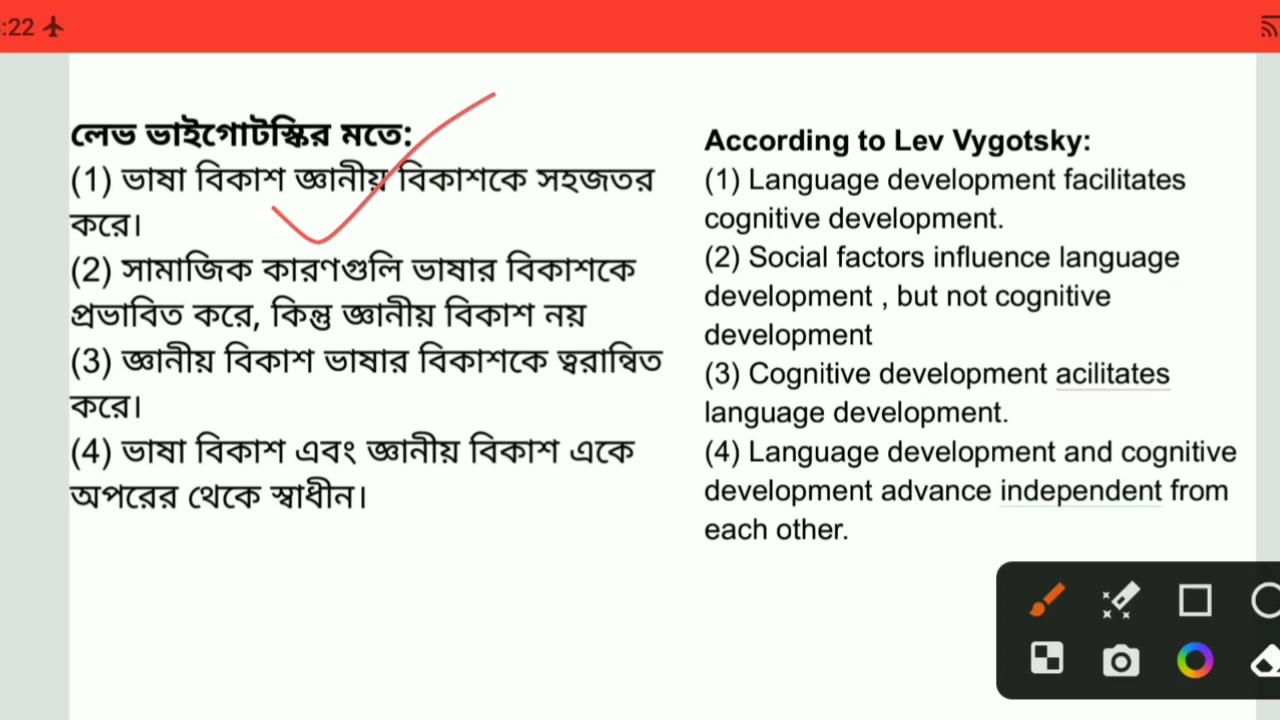 :22
লেভ ভাইগোটস্কির মতে:
(1) ভাষা বিকাশ জ্ঞানীয় বিকাশকে সহজতর
করে।
(2) সামাজিক কারণগুলি ভাষার বিকাশকে
প্রভাবিত করে, কিন্তু জ্ঞানীয় বিকাশ নয়
(3) জ্ঞানীয় বিকাশ ভাষার বিকাশকে ত্বরান্বিত
করে।
(4) ভাষা বিকাশ এবং জ্ঞানীয় বিকাশ একে
অপরের থেকে স্বাধীন।
According to Lev Vygotsky:
(1) Language development facilitates
cognitive development.
(2) Social factors influence language
development , but not cognitive
development
(3) Cognitive development acilitates
language development.
(4) Language development and cognitive
development advance independent from
each other.